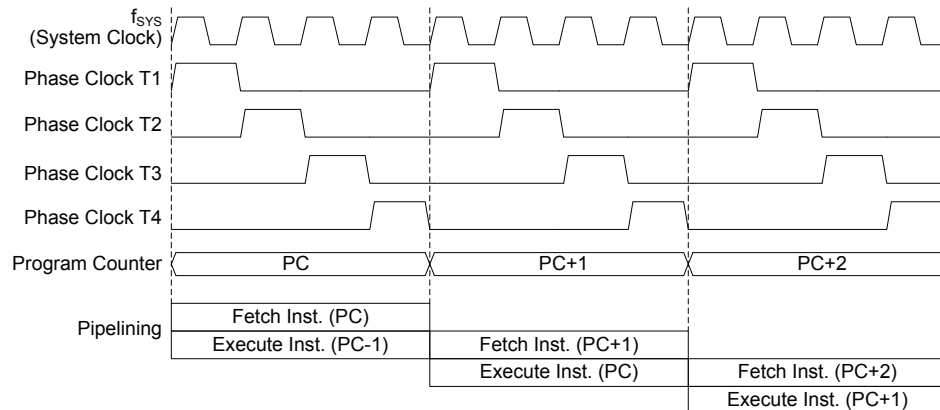 fSYS
(System Clock)
Phase Clock T1
Phase Clock T2
Phase Clock T3
Phase Clock T4
Program Counter PC PC+1 PC+2
Pipelining
Fetch Inst. (PC)
Execute Inst. (PC-1) Fetch Inst. (PC+1)
Execute Inst. (PC) Fetch Inst. (PC+2)
Execute Inst. (PC+1)